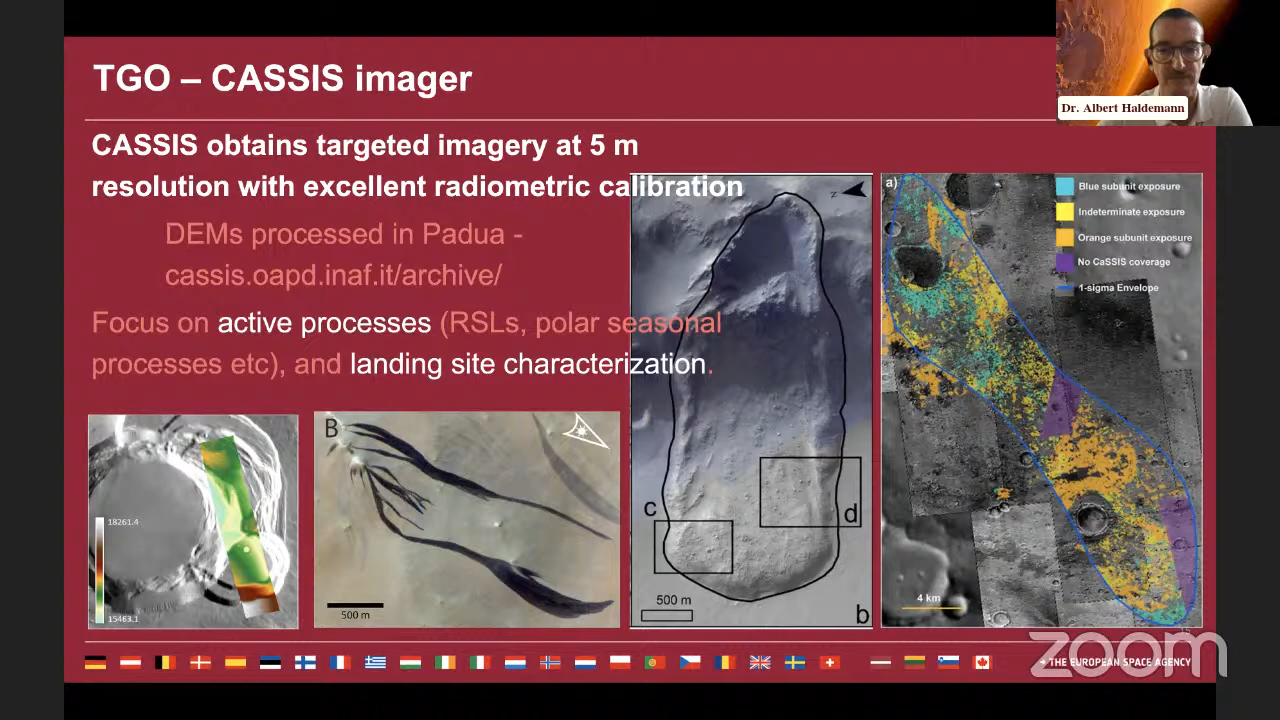 TGO – CASSIS imager
Dr. Albert Haldemann
CASSIS obtains targeted imagery at 5 m
resolution with excellent radiometric calibration
DEMs processed in Padua -
cassis.oapd.inaf.it/archive/
Focus on active processes (RSLs, polar seasonal
processes etc), and landing site characterization.
18261.4
15463.1
B
500 m
z
c
d
500 m
b
a)
Blue subunit exposure
Indeterminate exposure
Orange subunit exposure
No CaSSIS coverage
1-sigma Envelope
4 km
15
→ THE EUROPEAN SPACE AGENCY
zoom